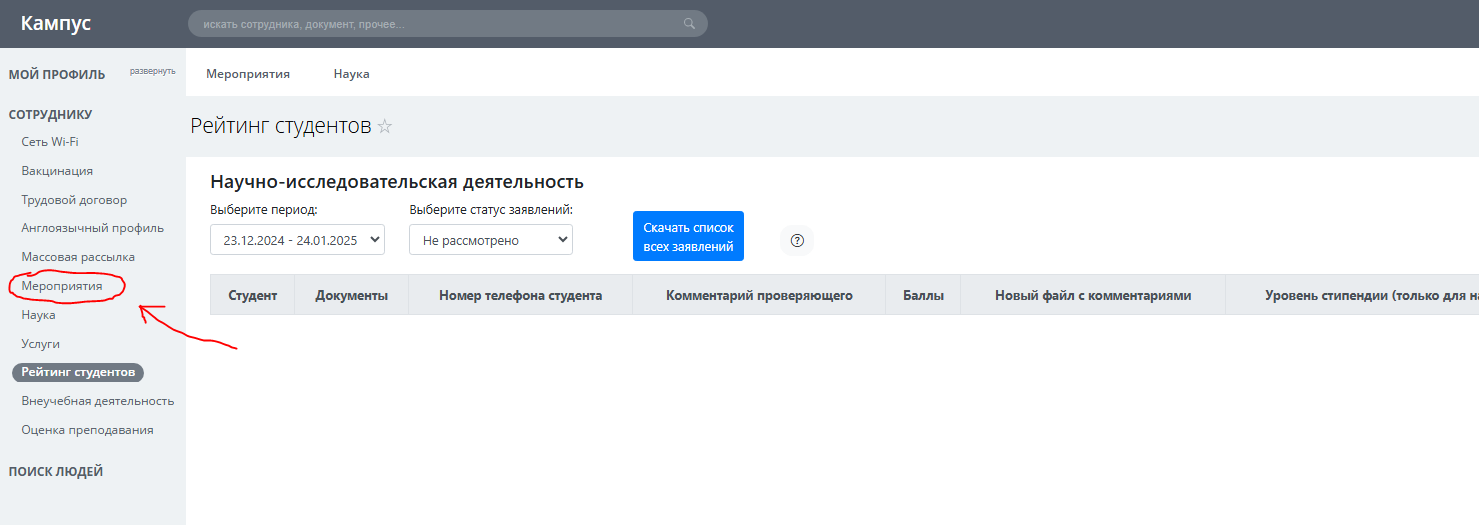 Кампус
искать сотрудника, документ, прочее...
МОЙ ПРОФИЛЬ
развернуть
СОТРУДНИКУ
Сеть Wi-Fi
Вакцинация
Трудовой договор
Англоязычный профиль
Массовая рассылка
Мероприятия
Наука
Услуги
Рейтинг студентов
Внеучебная деятельность
Оценка преподавания
ПОИСК ЛЮДЕЙ
Мероприятия Наука
Рейтинг студентов
Научно-исследовательская деятельность
Выберите период: Выберите статус заявлений:
23.12.2024 - 24.01.2025 Не рассмотрено
Скачать список
всех заявлений
?
Студент Документы Номер телефона студента Комментарий проверяющего Баллы Новый файл с комментариями Уровень стипендии (только для